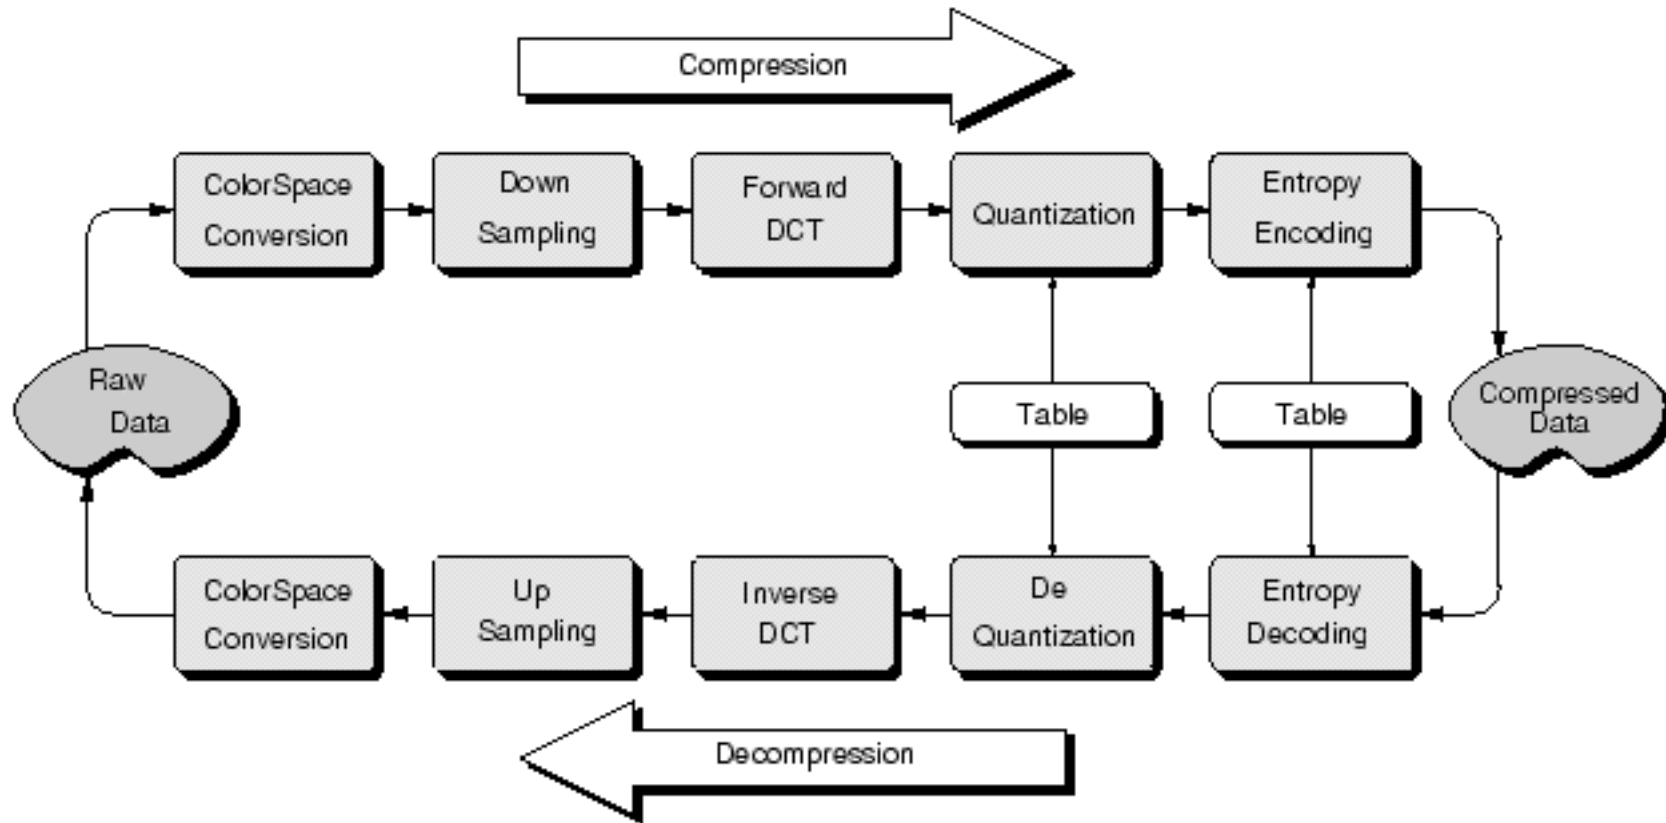 Compression
ColorSpace
Conversion
Down
Sampling
Forward
DCT
Quantization
Entropy
Encoding
Raw
Data
Table
Table
Compressed
Data
ColorSpace
Conversion
Up
Sampling
Inverse
DCT
De
Quantization
Entropy
Decoding
Decompression